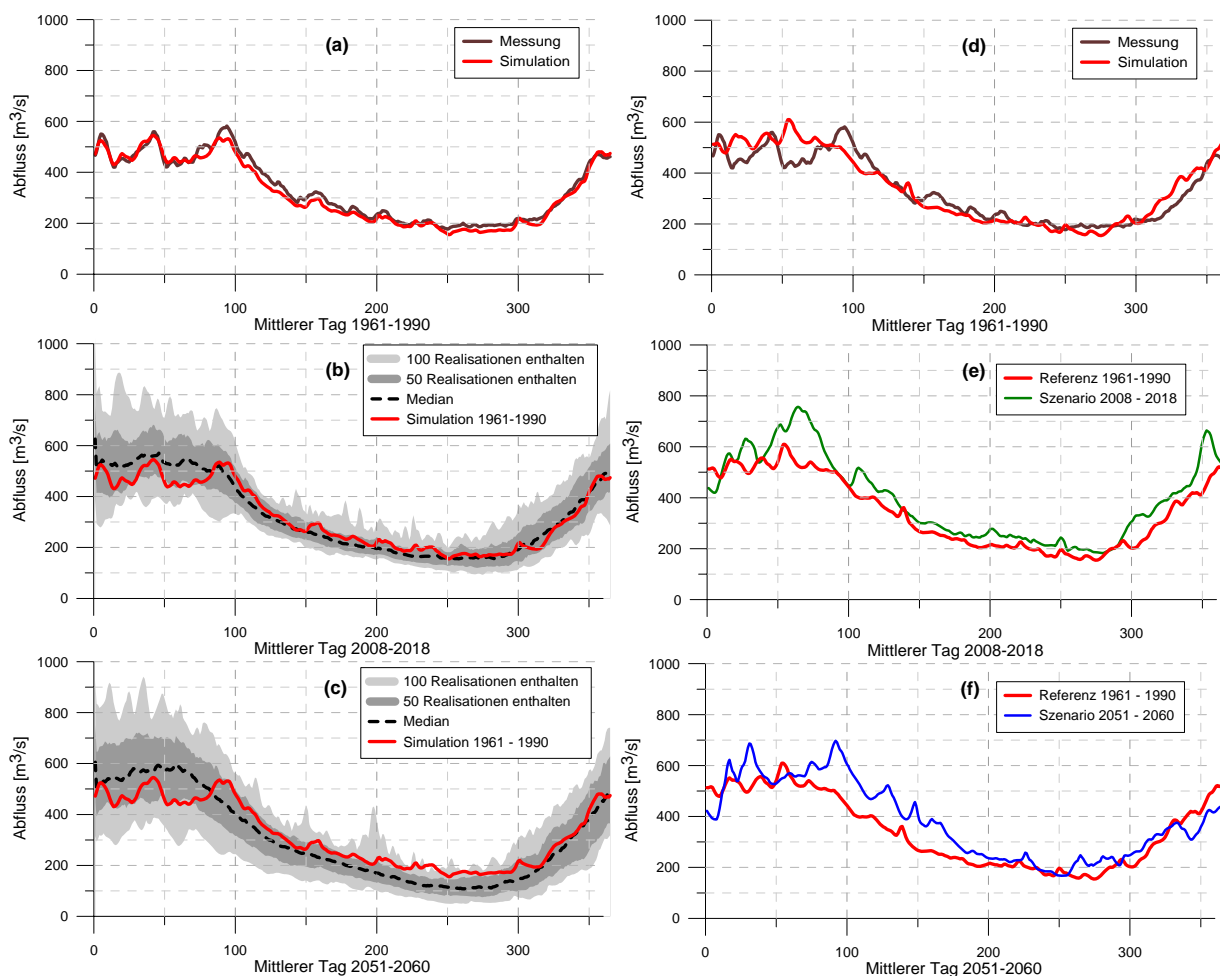 (a)
Messung
Simulation
Abfluss [m³/s]
1000
800
600
400
200
0
0
100
200
300
Mittlerer Tag 1961-1990
(d)
Messung
Simulation
Abfluss [m³/s]
1000
800
600
400
200
0
0
100
200
300
Mittlerer Tag 1961-1990
(b)
100 Realisationen enthalten
50 Realisationen enthalten
Median
Simulation 1961-1990
Abfluss [m³/s]
1000
800
600
400
200
0
0
100
200
300
Mittlerer Tag 2008-2018
(e)
Referenz 1961-1990
Szenario 2008 - 2018
Abfluss [m³/s]
1000
800
600
400
200
0
0
100
200
300
Mittlerer Tag 2008-2018
(c)
100 Realisationen enthalten
50 Realisationen enthalten
Median
Simulation 1961 - 1990
Abfluss [m³/s]
1000
800
600
400
200
0
0
100
200
300
Mittlerer Tag 2051-2060
(f)
Referenz 1961 - 1990
Szenario 2051 - 2060
Abfluss [m³/s]
1000
800
600
400
200
0
0
100
200
300
Mittlerer Tag 2051-2060